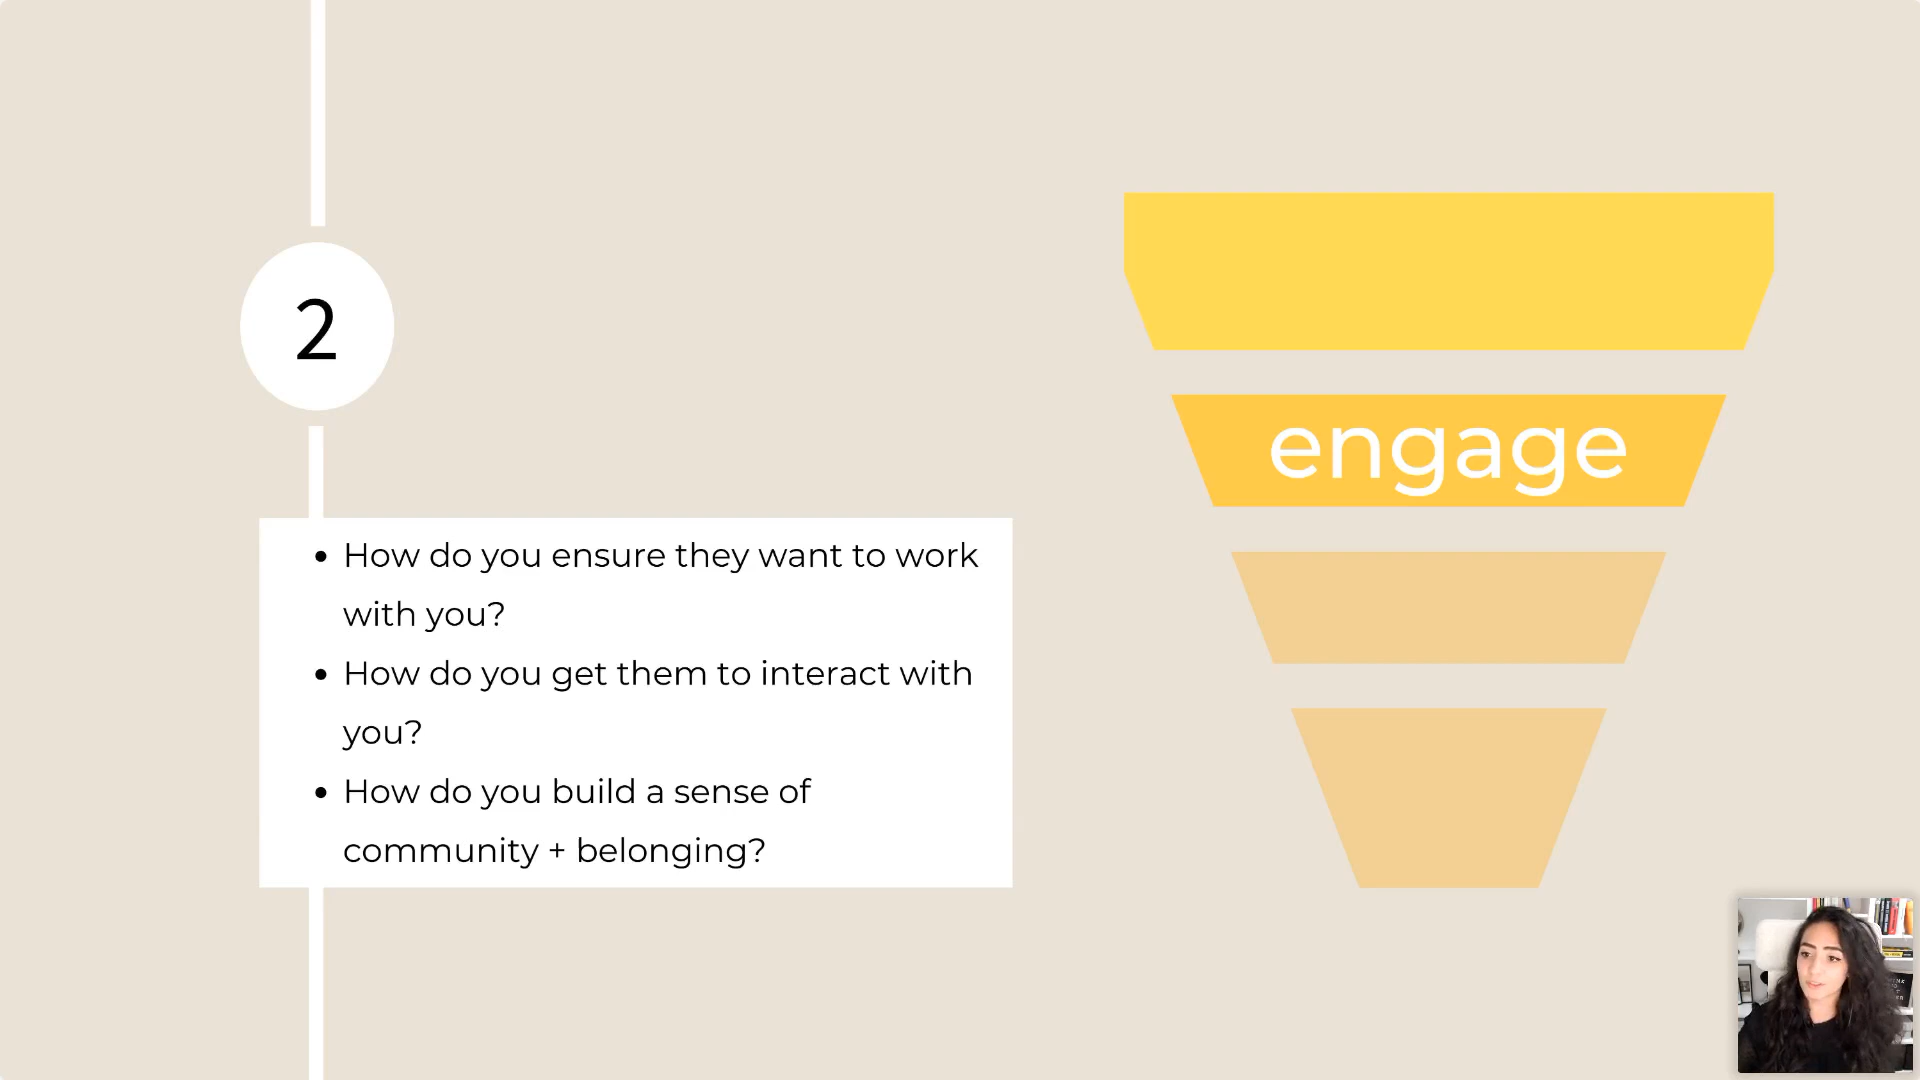 2
engage
• How do you ensure they want to work
with you?
• How do you get them to interact with
you?
• How do you build a sense of
community + belonging?